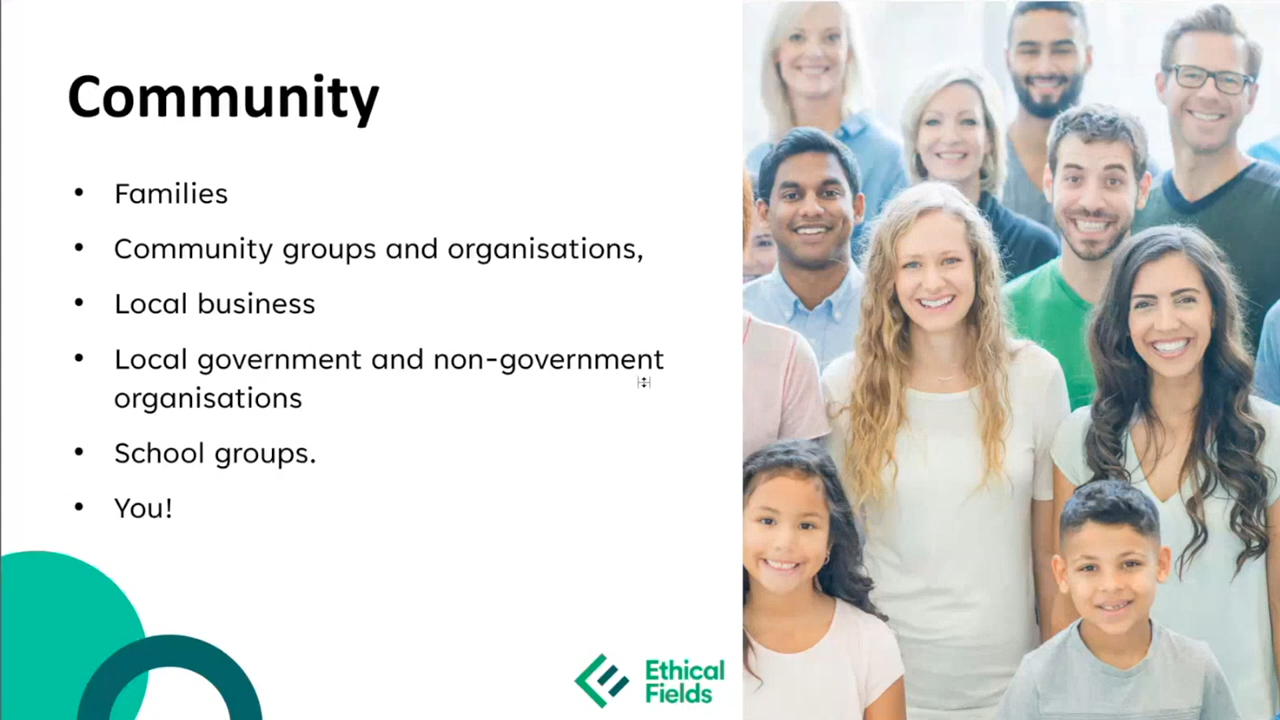 Community
• Families
• Community groups and organisations,
• Local business
• Local government and non-government
organisations
• School groups.
• You!
Ethical
Fields